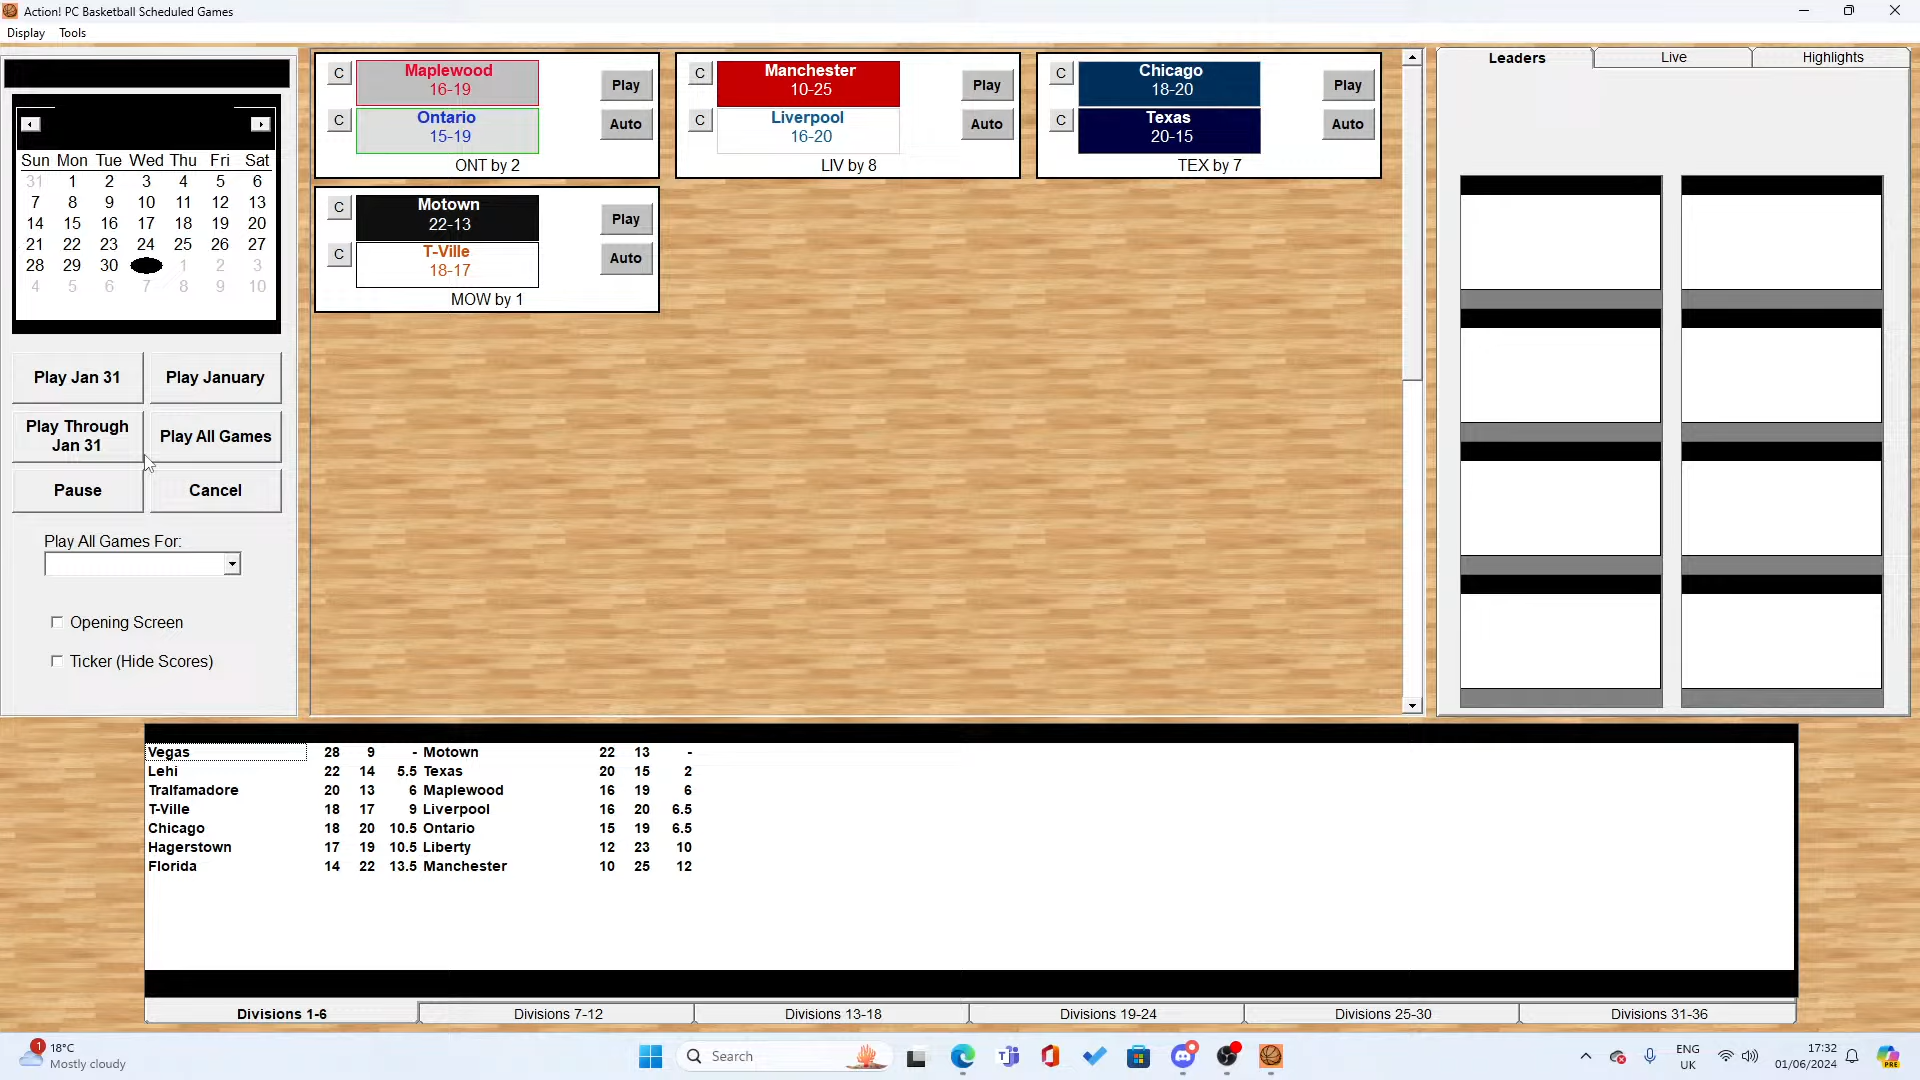 Action! PC Basketball Scheduled Games
Display Tools
Sun Mon Tue Wed Thu Fri Sat
31 1 2 3 4 5 6
7 8 9 10 11 12 13
14 15 16 17 18 19 20
21 22 23 24 25 26 27
28 29 30 1 2 3
4 5 6 7 8 9 10
Play Jan 31
Play January
Play Through
Jan 31
Play All Games
Pause
Cancel
Play All Games For:
Opening Screen
Ticker (Hide Scores)
C
Maplewood
16-19
Play
C
Ontario
15-19
Auto
ONT by 2
C
Manchester
10-25
Play
C
Liverpool
16-20
Auto
LIV by 8
C
Chicago
18-20
Play
C
Texas
20-15
Auto
TEX by 7
C
Motown
22-13
Play
C
T-Ville
18-17
Auto
MOW by 1
Leaders Live Highlights
Vegas 28 9 - Motown 22 13 -
Lehi 22 14 5.5 Texas 20 15 2
Tralfamadore 20 13 6 Maplewood 16 19 6
T-Ville 18 17 9 Liverpool 16 20 6.5
Chicago 18 20 10.5 Ontario 15 19 6.5
Hagerstown 17 19 10.5 Liberty 12 23 10
Florida 14 22 13.5 Manchester 10 25 12
Divisions 1-6 Divisions 7-12 Divisions 13-18 Divisions 19-24 Divisions 25-30 Divisions 31-36
1
18°C
Mostly cloudy
Search
ENG
UK
17:32
01/06/2024
PRE